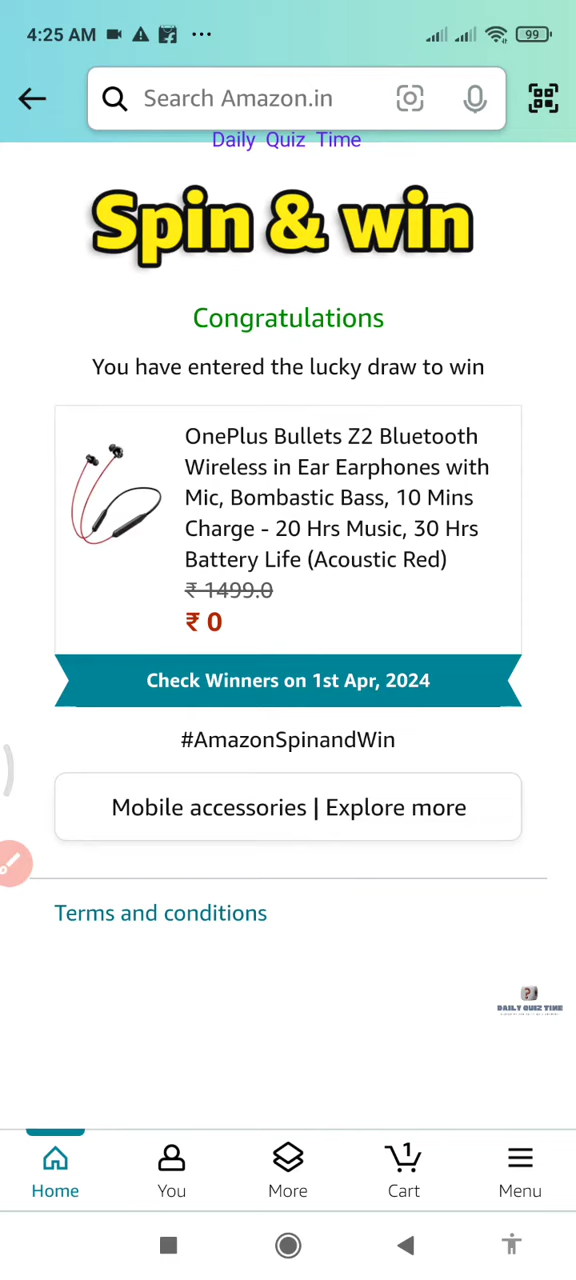 4:25 AM
99
Search Amazon.in
Daily Quiz Time
Spin & win
Congratulations
You have entered the lucky draw to win
OnePlus Bullets Z2 Bluetooth
Wireless in Ear Earphones with
Mic, Bombastic Bass, 10 Mins
Charge - 20 Hrs Music, 30 Hrs
Battery Life (Acoustic Red)
₹ 1499.0
₹ 0
Check Winners on 1st Apr, 2024
#AmazonSpinandWin
Mobile accessories | Explore more
Terms and conditions
DAILY QUIZ TIME
1
Home You More Cart Menu